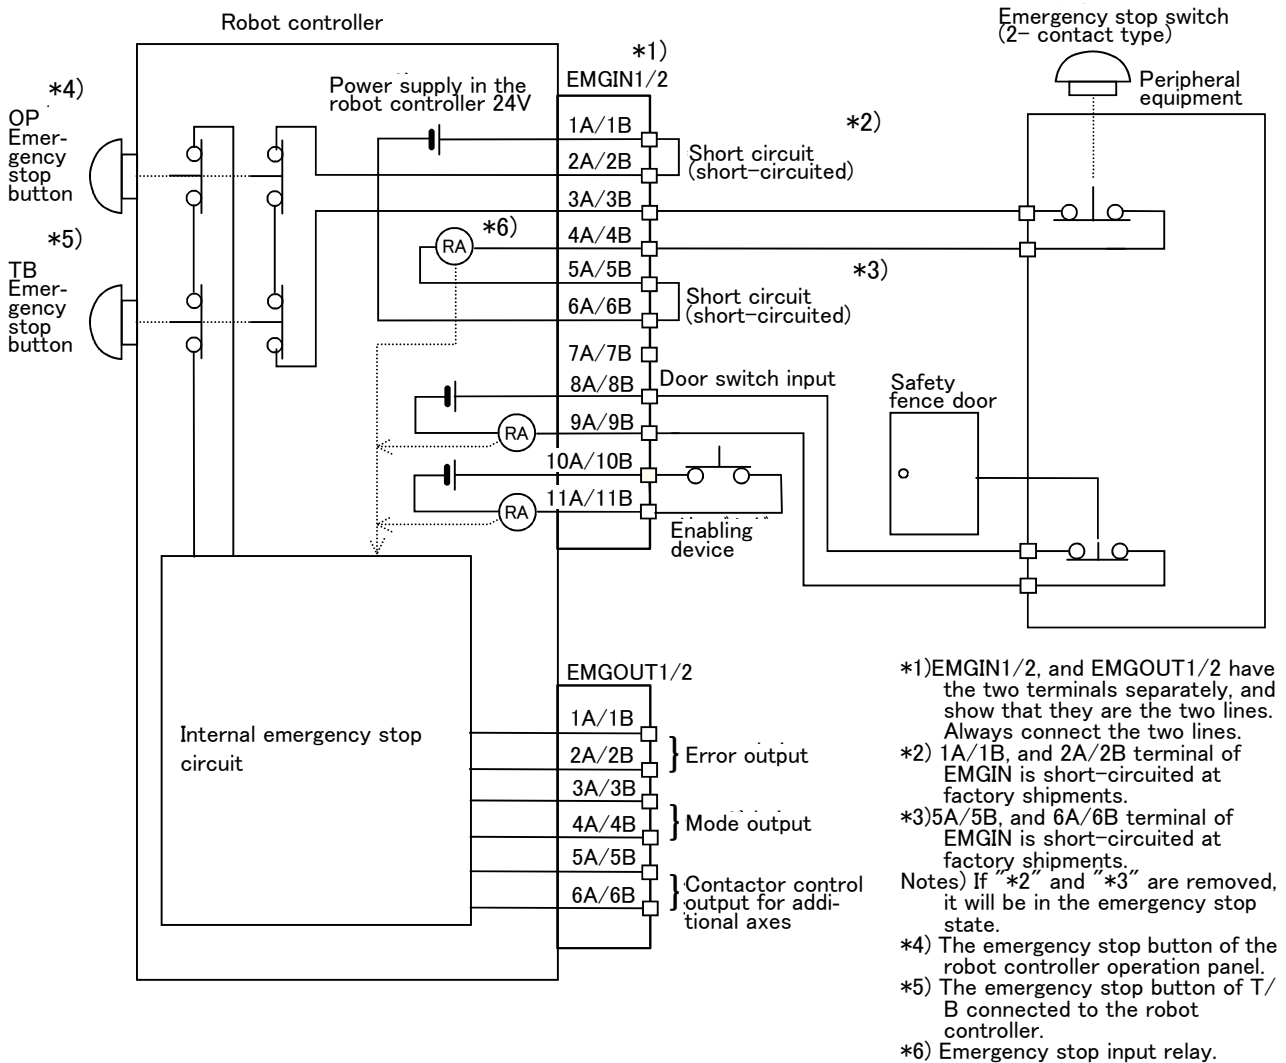 Robot controller
Emergency stop switch
(2- contact type)
*1)
EMGIN1/2
Power supply in the
robot controller 24V
Peripheral
equipment
*4)
OP
Emer-
gency
stop
button
*2)
1A/1B
2A/2B
Short circuit
(short-circuited)
3A/3B
*6)
4A/4B
RA
*5)
TB
Emer-
gency
stop
button
*3)
5A/5B
6A/6B
Short circuit
(short-circuited)
7A/7B
8A/8B
Door switch input
Safety
fence door
9A/9B
RA
10A/10B
11A/11B
RA
Enabling
device
Internal emergency stop
circuit
EMGOUT1/2
1A/1B
2A/2B
Error output
3A/3B
4A/4B
Mode output
5A/5B
6A/6B
Contactor control
output for addi-
tional axes
*1)EMGIN1/2, and EMGOUT1/2 have
the two terminals separately, and
show that they are the two lines.
Always connect the two lines.
*2) 1A/1B, and 2A/2B terminal of
EMGIN is short-circuited at
factory shipments.
*3)5A/5B, and 6A/6B terminal of
EMGIN is short-circuited at
factory shipments.
Notes) If "*2" and "*3" are removed,
it will be in the emergency stop
state.
*4) The emergency stop button of the
robot controller operation panel.
*5) The emergency stop button of T/
B connected to the robot
controller.
*6) Emergency stop input relay.